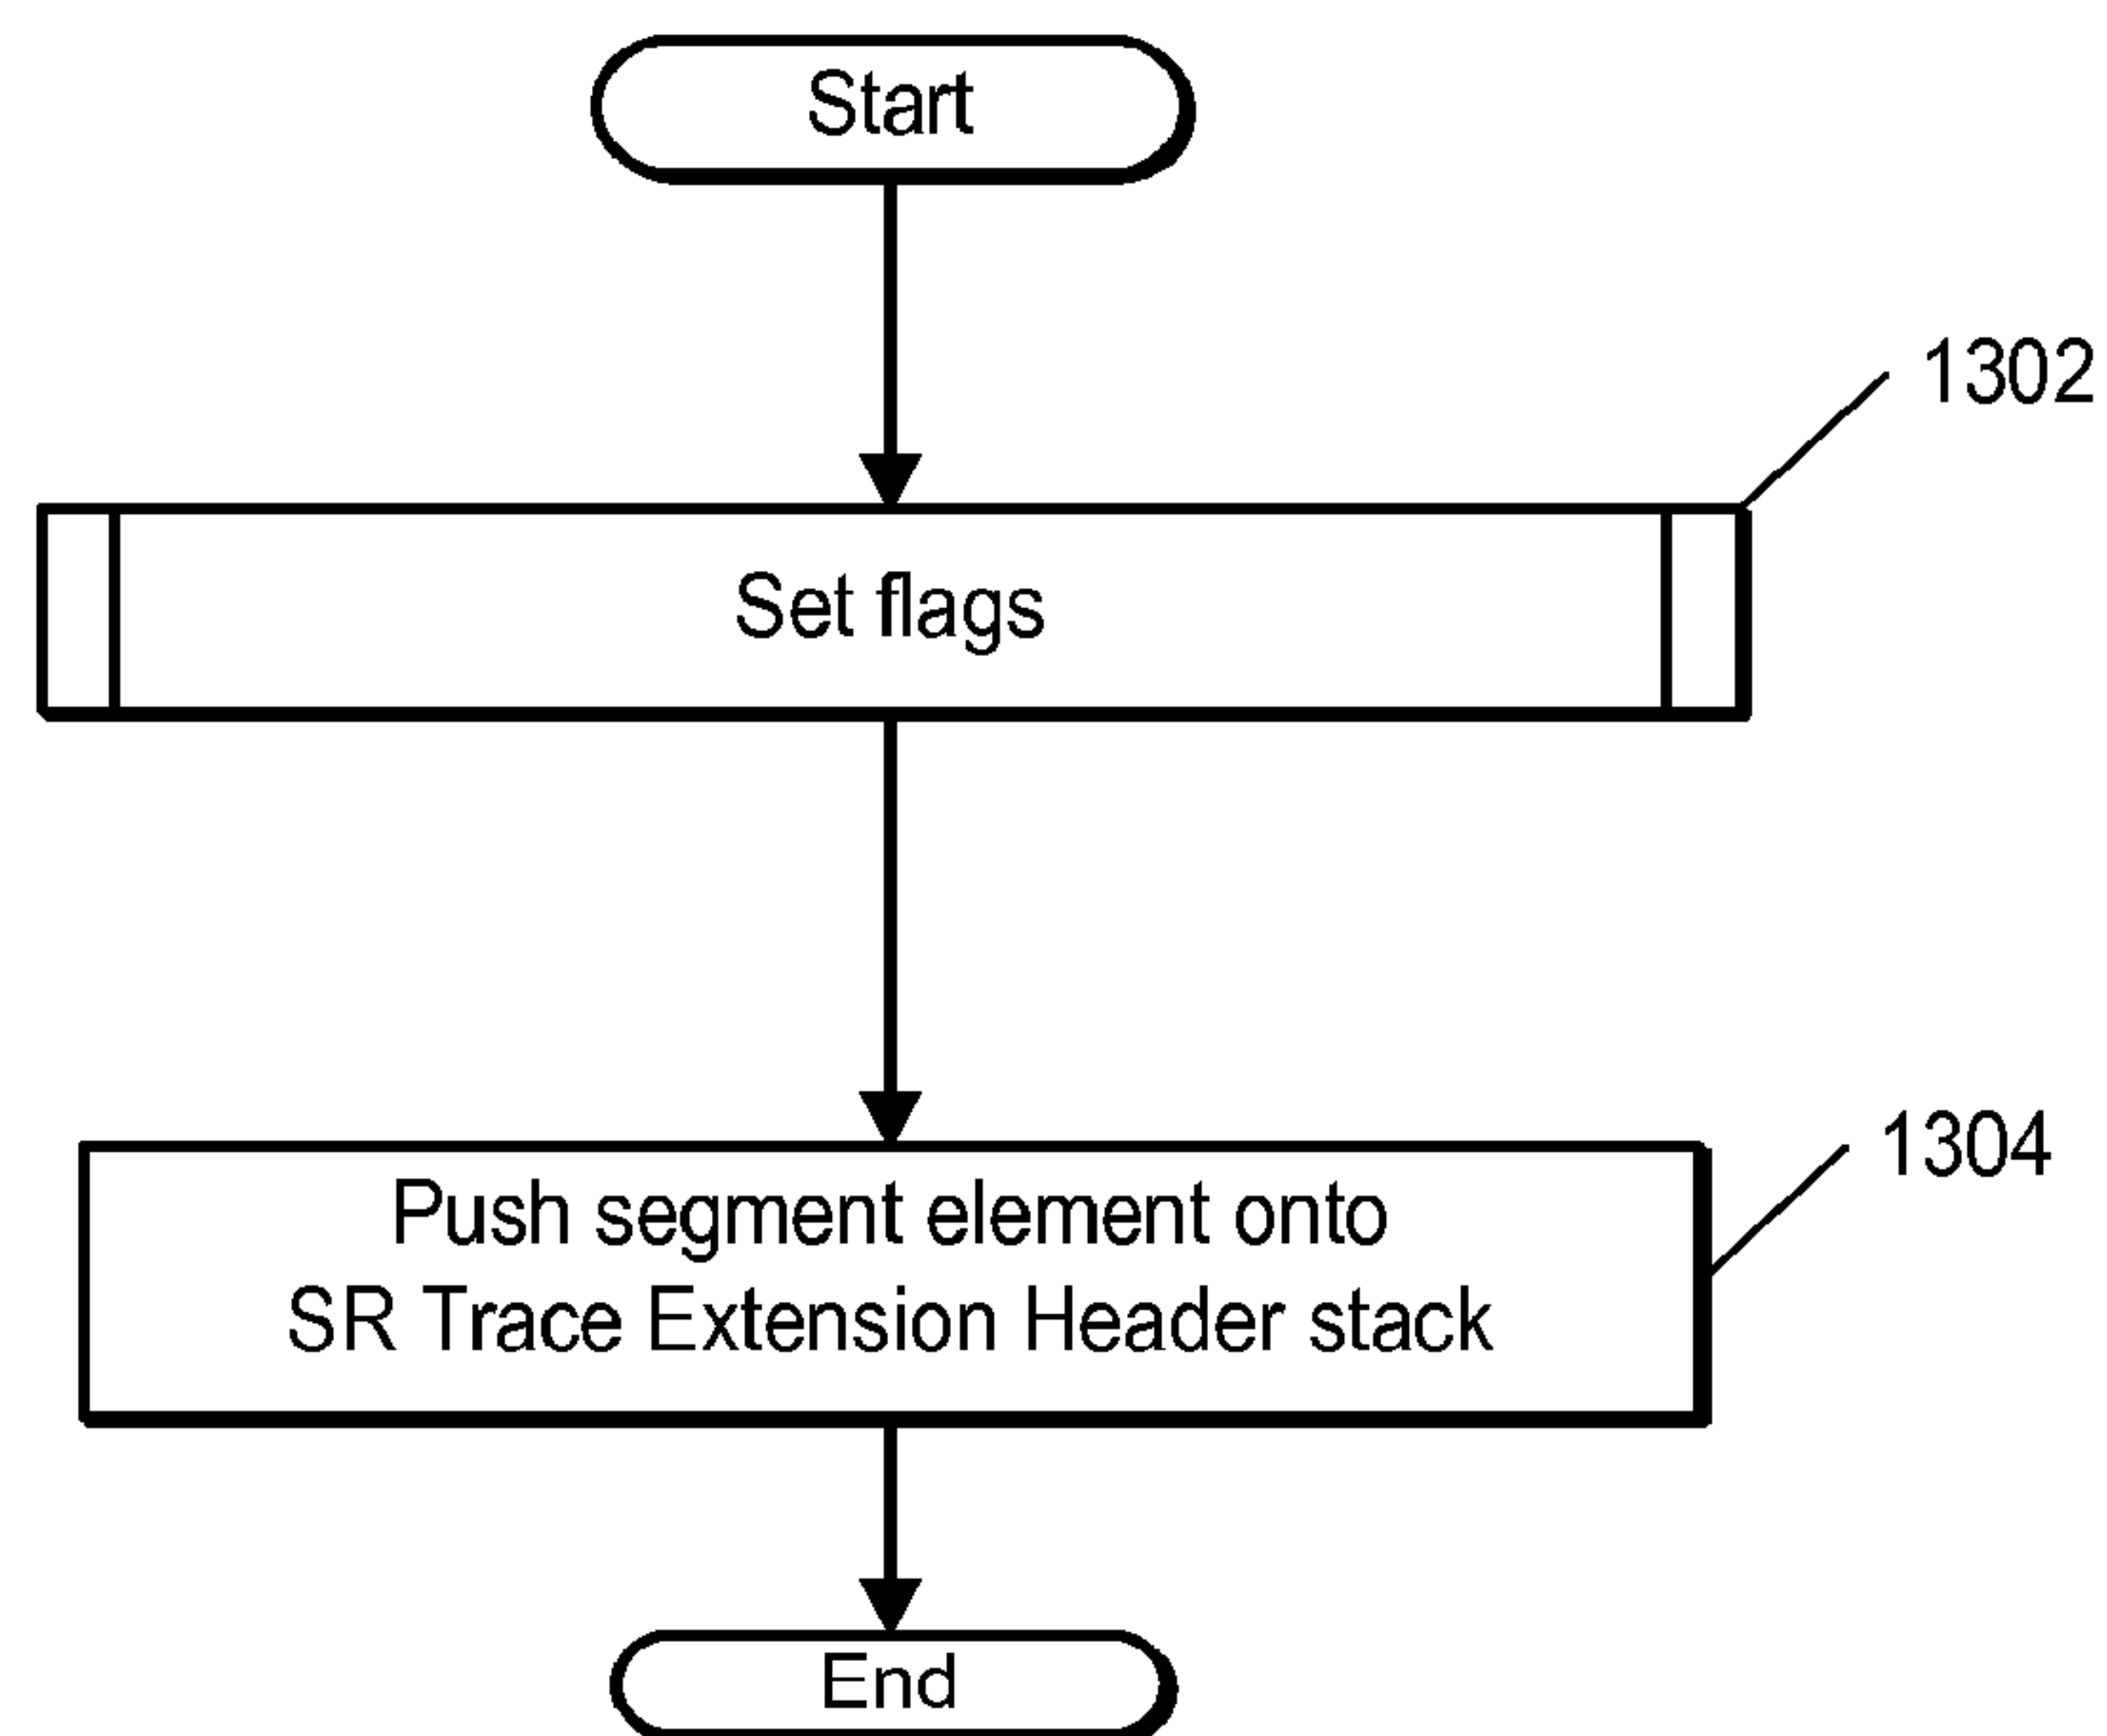 Start
1302
Set flags
1304
Push segment element onto
SR Trace Extension Header stack
End